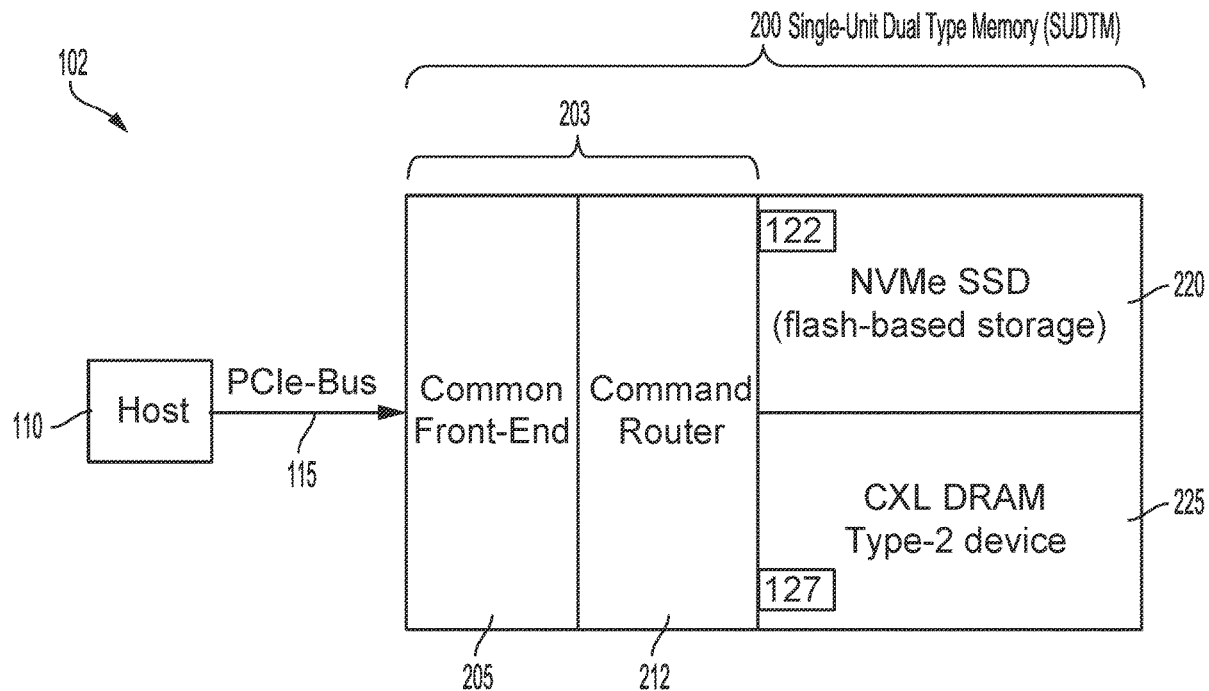 200 Single-Unit Dual Type Memory (SUDTM)
102
203
122
NVMe SSD
(flash-based storage)
220
PCIe-Bus
110
Host
115
Common
Front-End
Command
Router
CXL DRAM
Type-2 device
225
127
205
212